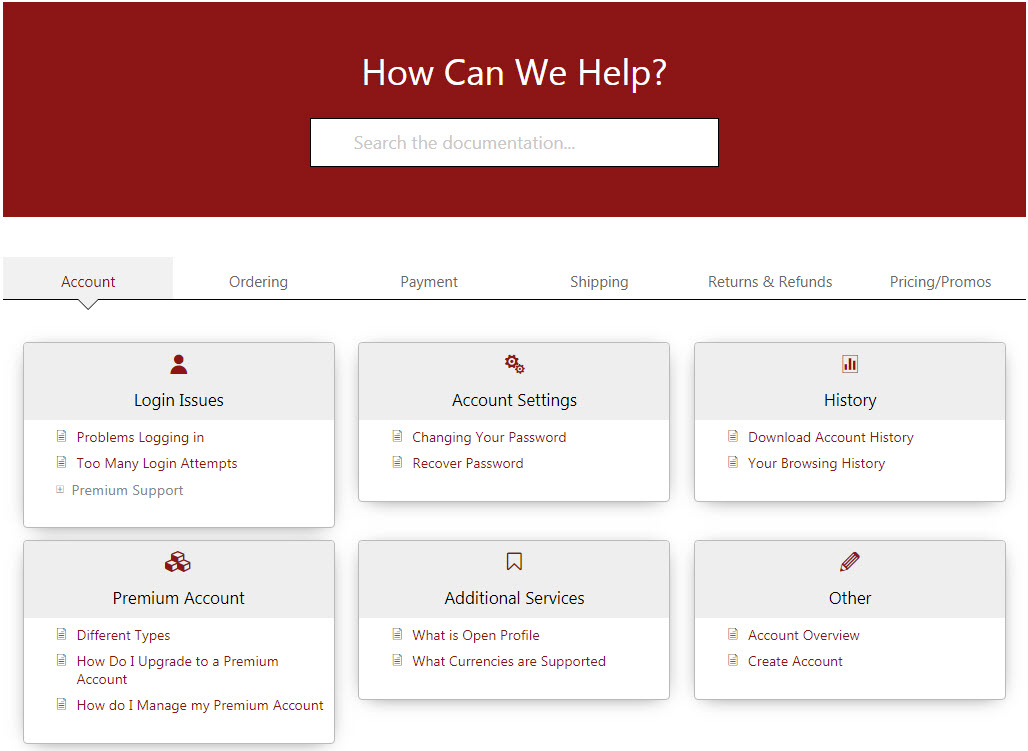 How Can We Help?
Search the documentation...
Account
Ordering
Payment
Shipping
Returns & Refunds
Pricing/Promos
Login Issues
Problems Logging in
Too Many Login Attempts
Premium Support
Account Settings
Changing Your Password
Recover Password
History
Download Account History
Your Browsing History
Premium Account
Different Types
How Do I Upgrade to a Premium
Account
How do I Manage my Premium Account
Additional Services
What is Open Profile
What Currencies are Supported
Other
Account Overview
Create Account